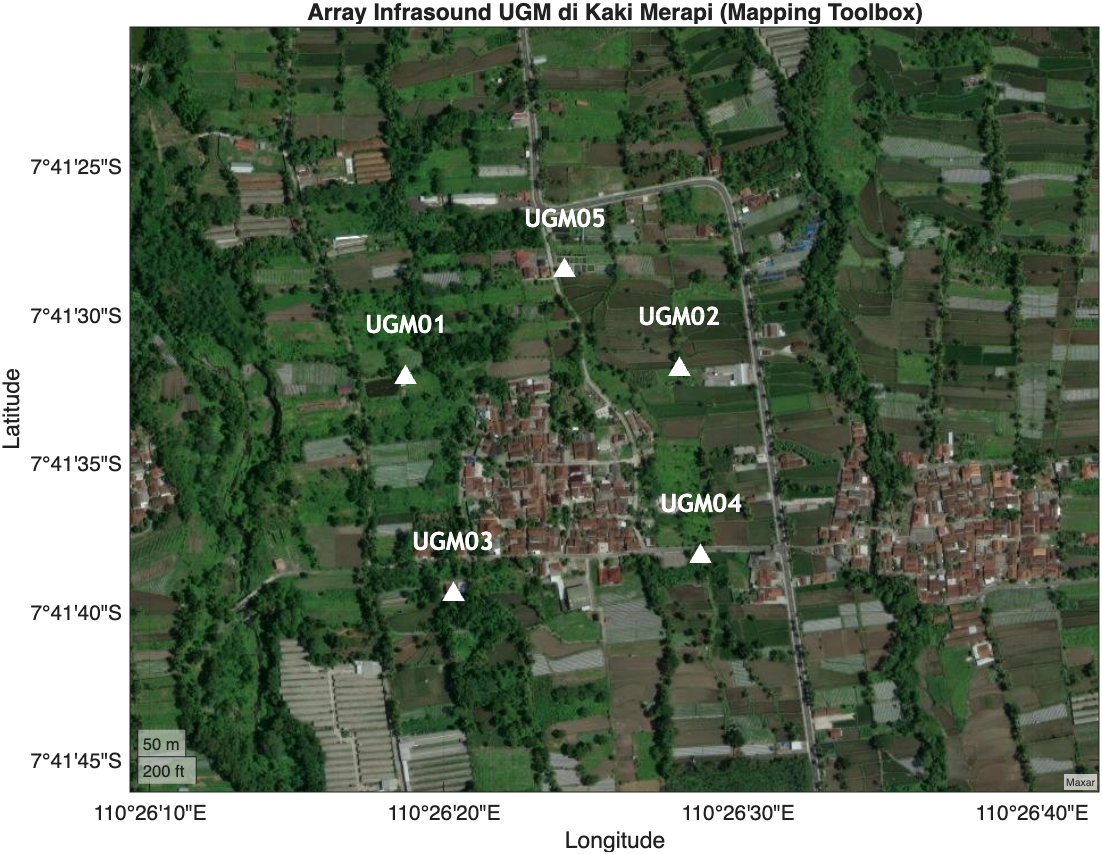 Array Infrasound UGM di Kaki Merapi (Mapping Toolbox)
7°41'25"S
UGM05
7°41'30"S
UGM01
UGM02
Latitude
7°41'35"S
UGM04
UGM03
7°41'40"S
50 m
7°41'45"S
200 ft
Maxar
110°26'10"E
110°26'20"E
110°26'30"E
110°26'40"E
Longitude